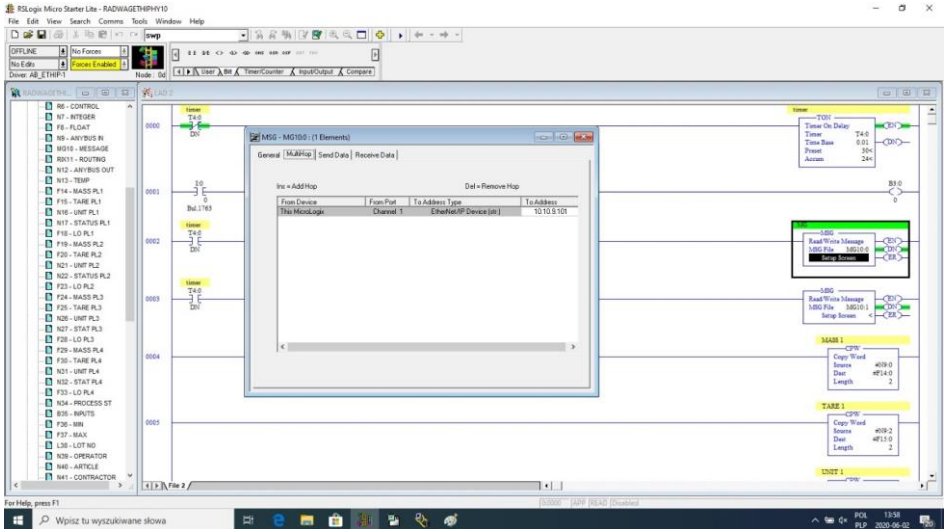 RSLogix Micro Starter Lite - RADWAGETHIPHY10
File Edit View Search Comms Tools Window Help
swp
OFFLINE No Forces
No Edits Forces Enabled
Driver: AB_ETHIP-1 Node: 0d
User Bit Timer/Counter Input/Output Compare
LAD 2
R6 - CONTROL
N7 - INTEGER
F8 - FLOAT
N9 - ANYBUS IN
MG10 - MESSAGE
RIX11 - ROUTING
N12 - ANYBUS OUT
N13 - TEMP
F14 - MASS PL1
F15 - TARE PL1
N16 - UNIT PL1
N17 - STATUS PL1
F18 - LO PL1
F19 - MASS PL2
F20 - TARE PL2
N21 - UNIT PL2
N22 - STATUS PL2
F23 - LO PL2
F24 - MASS PL3
F25 - TARE PL3
N26 - UNIT PL3
N27 - STAT PL3
F28 - LO PL3
F29 - MASS PL4
F30 - TARE PL4
N31 - UNIT PL4
N32 - STAT PL4
F33 - LO PL4
N34 - PROCESS ST
B35 - INPUTS
F36 - MIN
F37 - MAX
L38 - LOT NO
N39 - OPERATOR
N40 - ARTICLE
N41 - CONTRACTOR
0000
timer
T4:0
DN
timer
TON
Timer On Delay
Timer T4:0
Time Base 0.01
Preset 30<
Accum 24<
EN
DN
0001
I:0
0
Bul.1763
B3:0
0
0002
timer
T4:0
DN
MSG
Read/Write Message
MSG File MG10:0
Setup Screen
EN
DN
ER
0003
timer
T4:0
DN
MSG
Read/Write Message
MSG File MG10:1
Setup Screen <
EN
DN
ER
0004
MASS 1
CPW
Copy Word
Source #N9:0
Dest #F14:0
Length 2
0005
TARE 1
CPW
Copy Word
Source #N9:2
Dest #F15:0
Length 2
UNIT 1
CPW
MSG - MG10:0 : (1 Elements)
General MultiHop Send Data Receive Data
Ins = Add Hop Del = Remove Hop
From Device From Port To Address Type To Address
This MicroLogix Channel 1 EtherNet/IP Device (str) 10.10.9.101
File 2
For Help, press F1
0:0000 APP READ Disabled
Wpisz tu wyszukiwane słowa
POL 13:58
PLP 2020-06-02